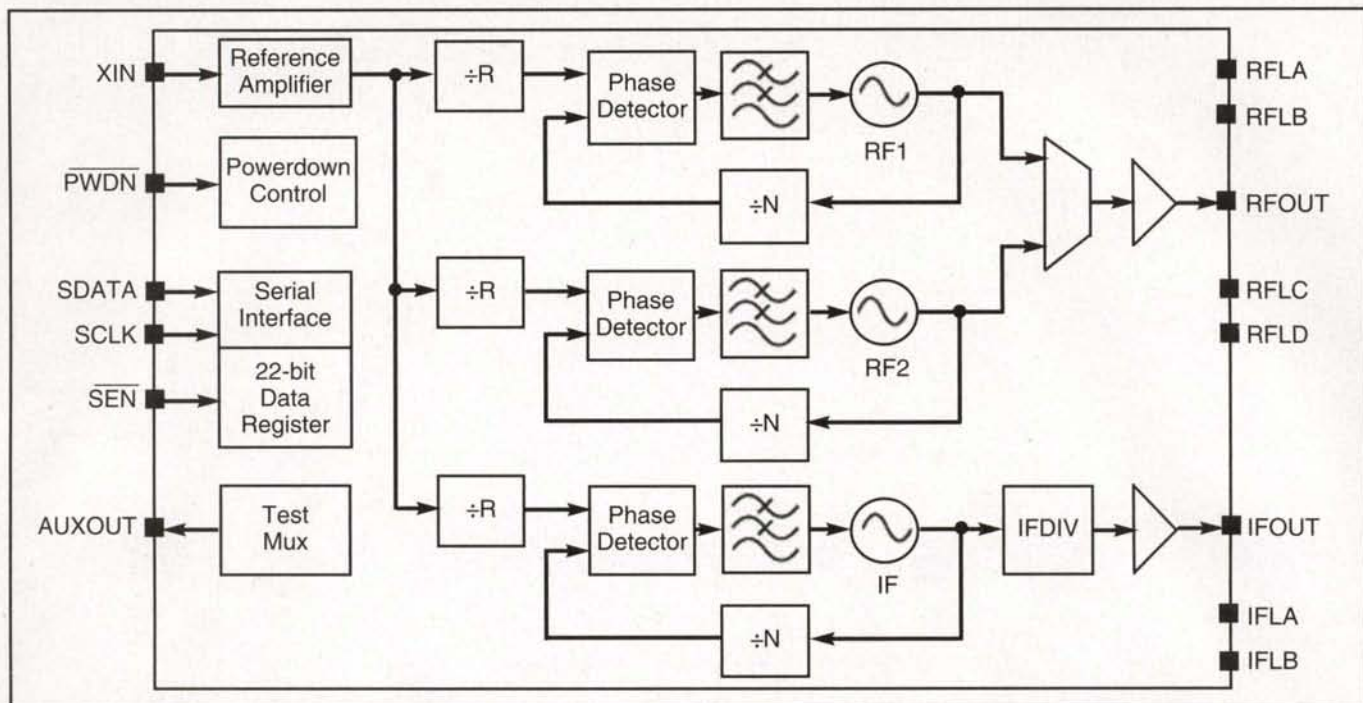 XIN
Reference
Amplifier
÷R
Phase
Detector
RF1
÷N
RFLA
RFLB
PWDN
Powerdown
Control
RFOUT
SDATA
SCLK
SEN
Serial
Interface
22-bit
Data
Register
÷R
Phase
Detector
RF2
÷N
RFLC
RFLD
AUXOUT
Test
Mux
÷R
Phase
Detector
IF
÷N
IFDIV
IFOUT
IFLA
IFLB